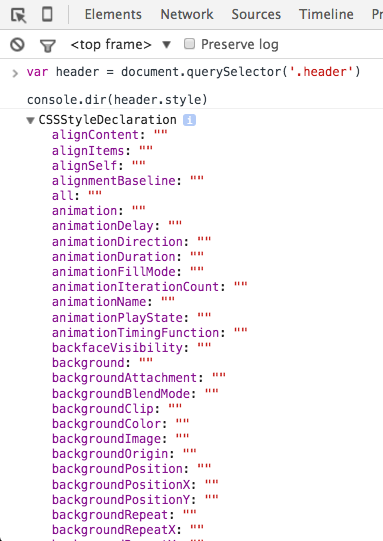 Elements Network Sources Timeline Pr
<top frame> Preserve log
var header = document.querySelector('.header')
console.dir(header.style)
CSSStyleDeclaration i
alignContent: ""
alignItems: ""
alignSelf: ""
alignmentBaseline: ""
all: ""
animation: ""
animationDelay: ""
animationDirection: ""
animationDuration: ""
animationFillMode: ""
animationIterationCount: ""
animationName: ""
animationPlayState: ""
animationTimingFunction: ""
backfaceVisibility: ""
background: ""
backgroundAttachment: ""
backgroundBlendMode: ""
backgroundClip: ""
backgroundColor: ""
backgroundImage: ""
backgroundOrigin: ""
backgroundPosition: ""
backgroundPositionX: ""
backgroundPositionY: ""
backgroundRepeat: ""
backgroundRepeatX: ""